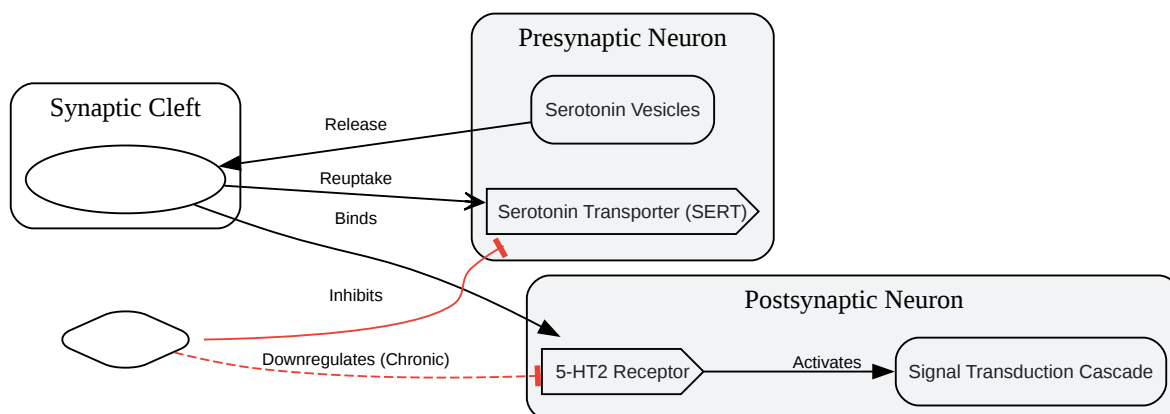 Presynaptic Neuron
Synaptic Cleft
Serotonin Vesicles
Release
Reuptake
Serotonin Transporter (SERT)
Binds
Inhibits
Postsynaptic Neuron
Downregulates (Chronic)
5-HT2 Receptor
Activates
Signal Transduction Cascade